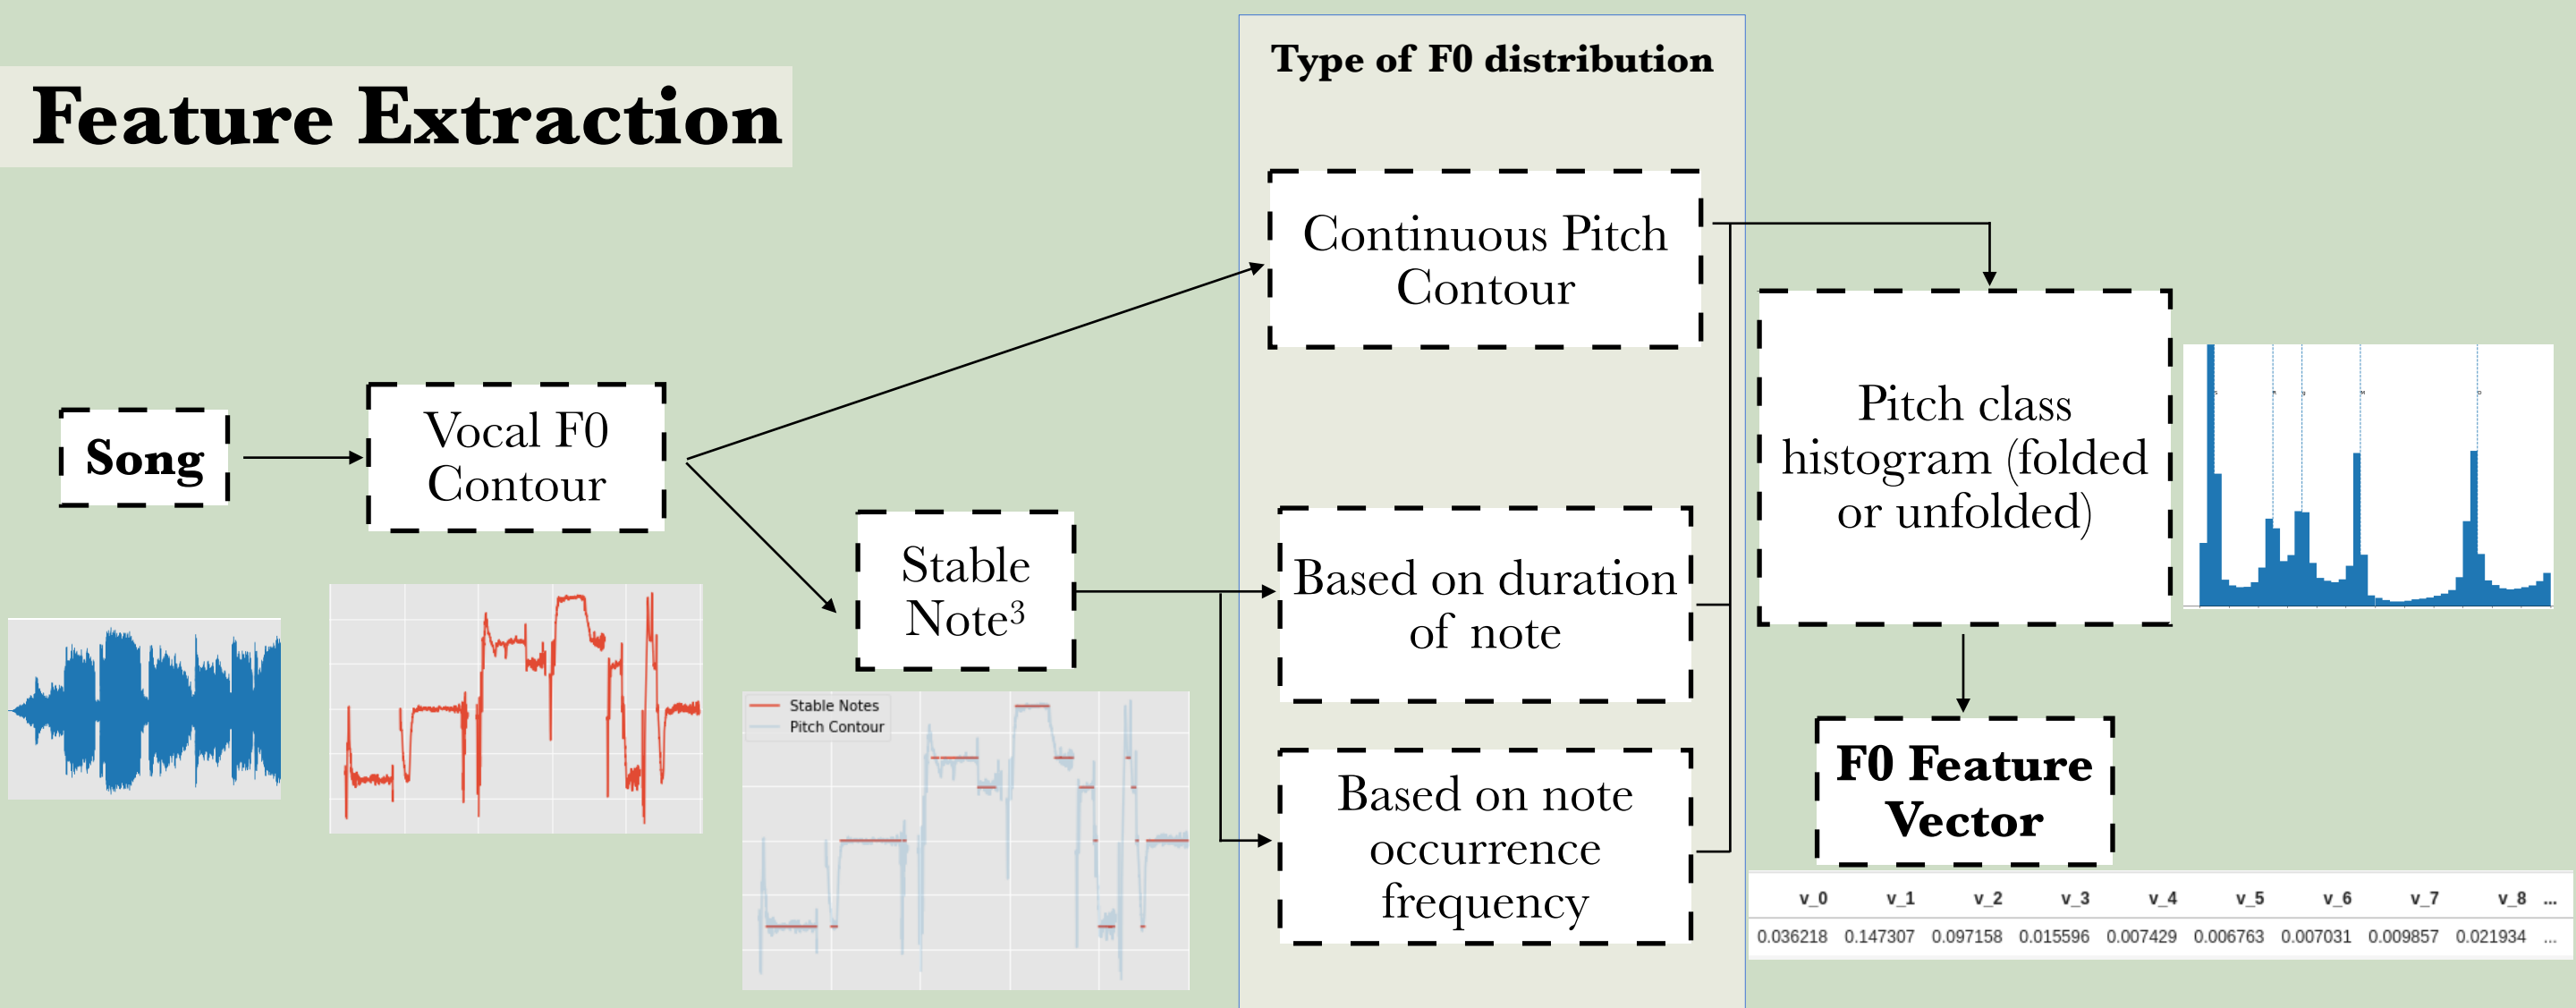 Feature Extraction
Type of F0 distribution
Continuous Pitch
Contour
Song
Vocal F0
Contour
Stable
Note³
Based on duration
of note
Based on note
occurrence
frequency
Pitch class
histogram (folded
or unfolded)
F0 Feature
Vector
Stable Notes
Pitch Contour
v_0 v_1 v_2 v_3 v_4 v_5 v_6 v_7 v_8 ...
0.036218 0.147307 0.097158 0.015596 0.007429 0.006763 0.007031 0.009857 0.021934 ...